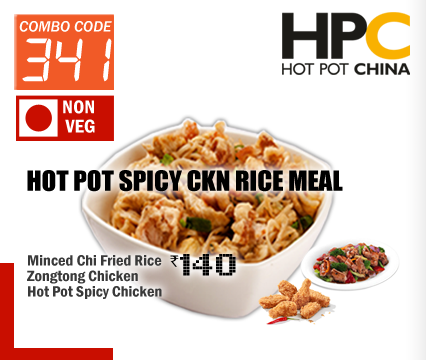 COMBO CODE
341
NON
VEG
HPC
HOT POT CHINA
HOT POT SPICY CKN RICE MEAL
Minced Chi Fried Rice ₹140
Zongtong Chicken
Hot Pot Spicy Chicken